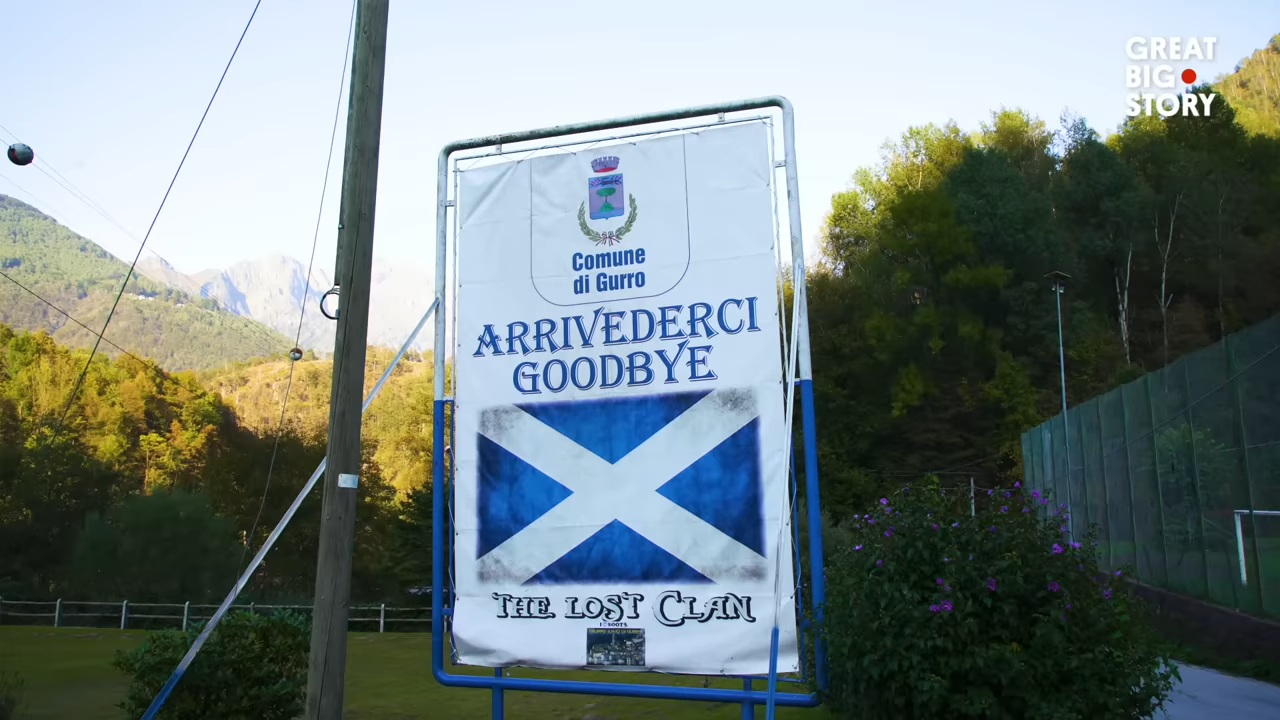 GREAT
BIG
STORY
Comune
di Gurro
ARRIVEDERCI
GOODBYE
THE LOST CLAN